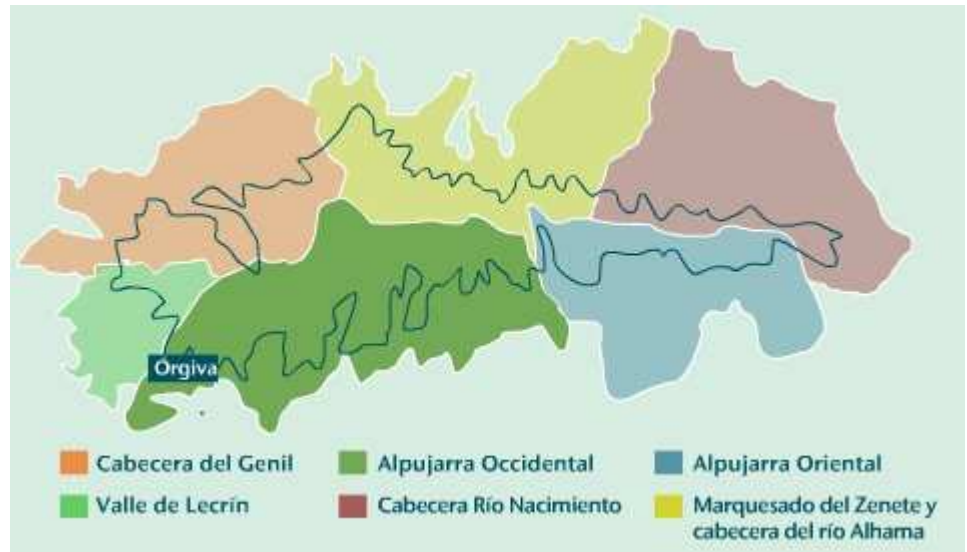 Órgiva
Cabecera del Genil
Alpujarra Occidental
Alpujarra Oriental
Valle de Lecrín
Cabecera Río Nacimiento
Marquesado del Zenete y
cabecera del río Alhama